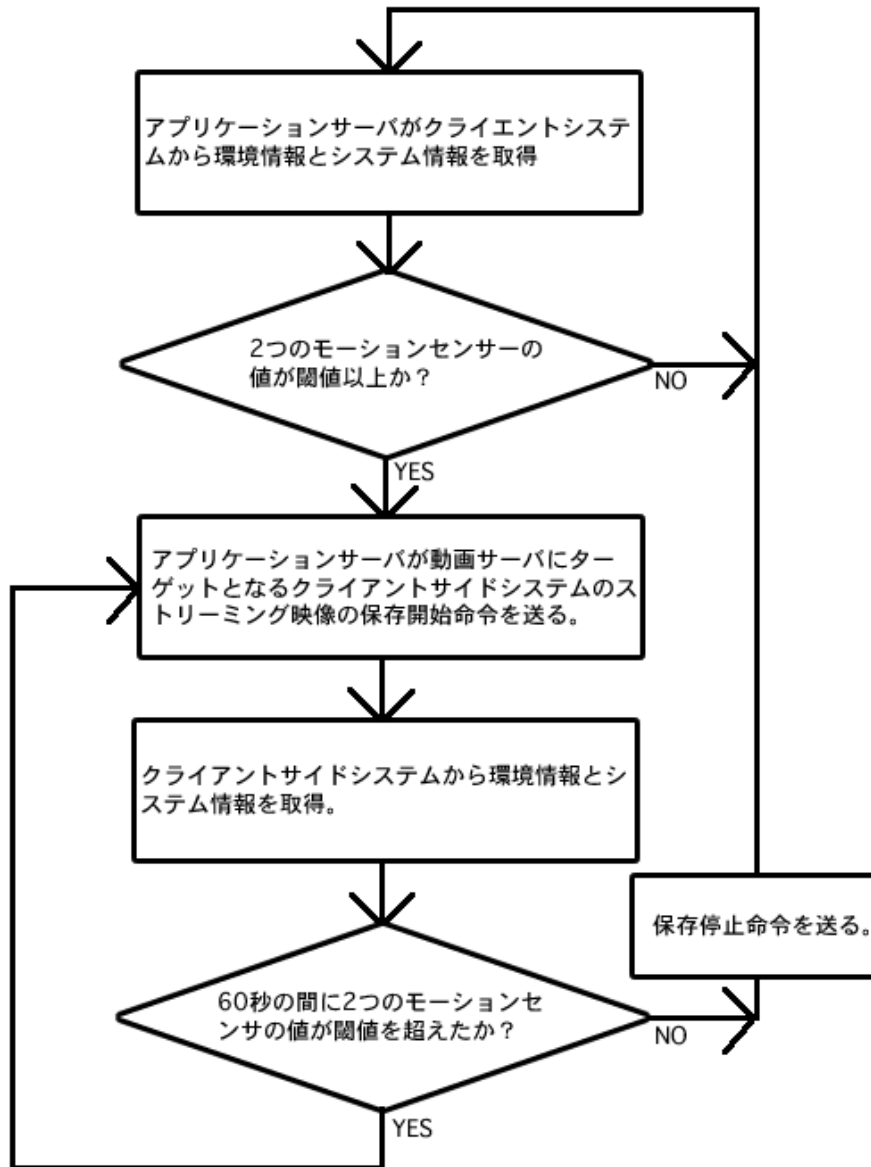 アプリケーションサーバがクライエントシステ
ムから環境情報とシステム情報を取得
2つのモーションセンサーの
値が閾値以上か？
NO
YES
アプリケーションサーバが動画サーバにター
ゲットとなるクライアントサイドシステムのス
トリーミング映像の保存開始命令を送る。
クライアントサイドシステムから環境情報とシ
ステム情報を取得。
保存停止命令を送る。
60秒の間に2つのモーションセ
ンサの値が閾値を超えたか？
NO
YES